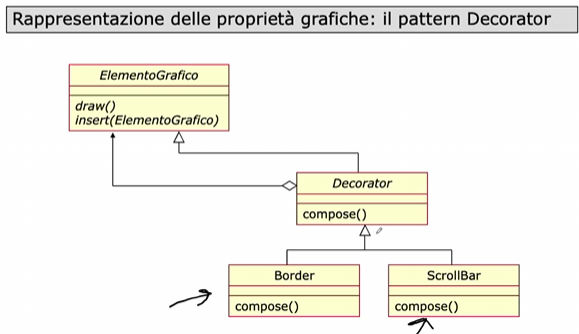 Rappresentazione delle proprietà grafiche: il pattern Decorator
ElementoGrafico
draw()
insert(ElementoGrafico)
Decorator
compose()
Border
compose()
ScrollBar
compose()